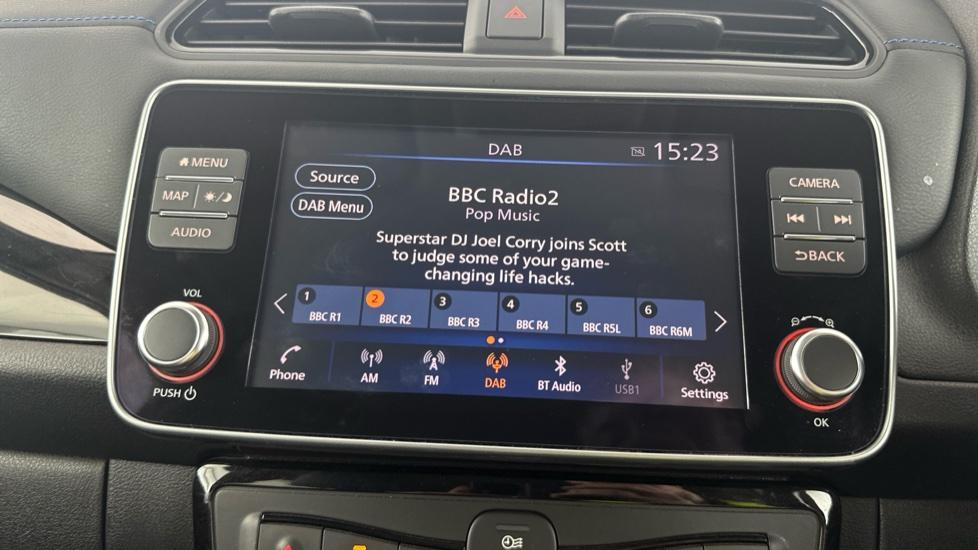 DAB
15:23
MENU
MAP
AUDIO
VOL
PUSH
Source
DAB Menu
BBC Radio2
Pop Music
Superstar DJ Joel Corry joins Scott
to judge some of your game-
changing life hacks.
1 2 3 4 5 6
BBC R1 BBC R2 BBC R3 BBC R4 BBC R5L BBC R6M
Phone AM FM DAB BT Audio USB1 Settings
CAMERA
BACK
OK